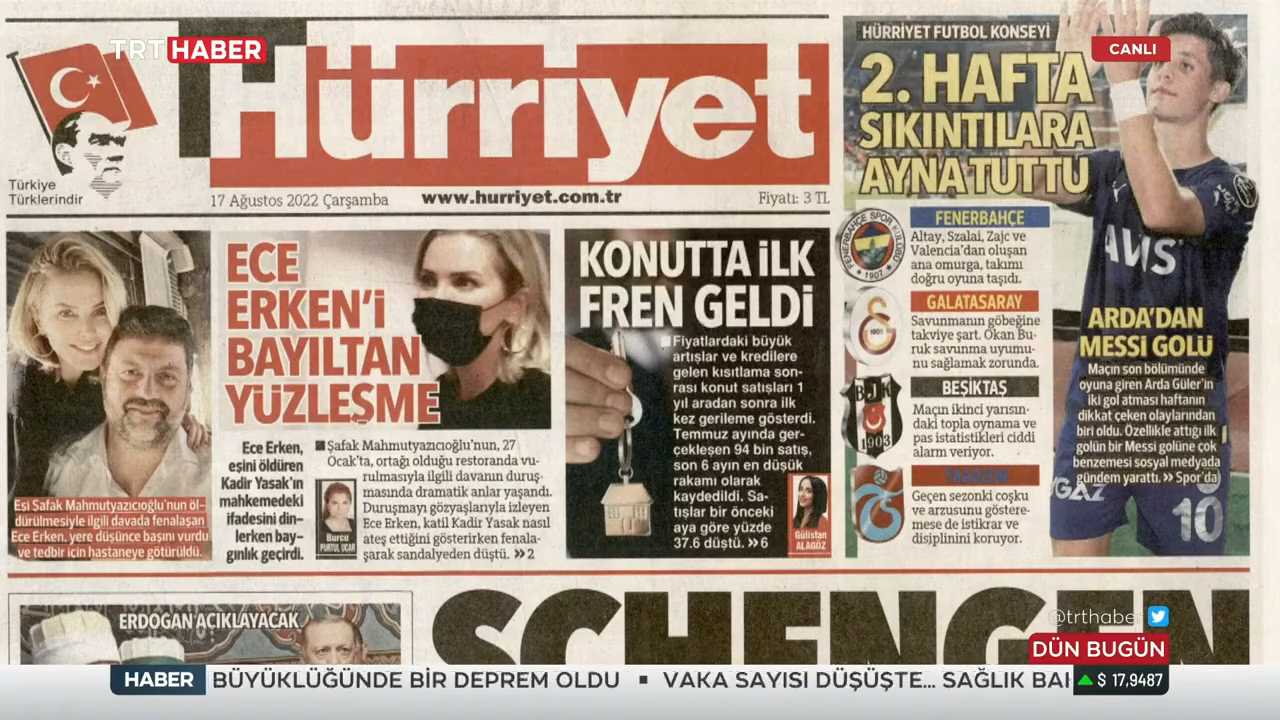 TRT HABER
CANLI
Türkiye
Türklerindir
Hürriyet
17 Ağustos 2022 Çarşamba
www.hurriyet.com.tr
Fiyatı: 3 TL
HÜRRİYET FUTBOL KONSEYİ
2. HAFTA
SIKINTILARA
AYNA TUTTU
FENERBAHÇE SPOR KULÜBÜ
1907
FENERBAHÇE
Altay, Szalai, Zajc ve
Valencia'dan oluşan
ana omurga, takımı
doğru oyuna taşıdı.
1905
GALATASARAY
Savunmanın göbeğine
takviye şart. Okan Bu-
ruk savunma uyumu-
nu sağlamak zorunda.
BJK
1903
BEŞİKTAŞ
Maçın ikinci yarısın-
daki topla oynama ve
pas istatistikleri ciddi
alarm veriyor.
TRABZON
Geçen sezonki coşku
ve arzusunu göstere-
mese de istikrar ve
disiplinini koruyor.
AVIS
ARDA'DAN
MESSI GOLÜ
Maçın son bölümünde
oyuna giren Arda Güler'in
iki gol atması haftanın
dikkat çeken olaylarından
biri oldu. Özellikle attığı ilk
golün bir Messi golüne çok
benzemesi sosyal medyada
gündem yarattı. » Spor'da
10
Eşi Şafak Mahmutyazıcıoğlu'nun öl-
dürülmesiyle ilgili davada fenalaşan
Ece Erken, yere düşünce başını vurdu
ve tedbir için hastaneye götürüldü.
ECE
ERKEN'i
BAYILTAN
YÜZLEŞME
Ece Erken,
eşini öldüren
Kadir Yasak'ın
mahkemedeki
ifadesini din-
lerken bay-
gınlık geçirdi.
Şafak Mahmutyazıcıoğlu'nun, 27
Ocak'ta, ortağı olduğu restoranda vu-
rulmasıyla ilgili davanın duruş-
masında dramatik anlar yaşandı.
Duruşmayı gözyaşlarıyla izleyen
Ece Erken, katil Kadir Yasak nasıl
ateş ettiğini gösterirken fenala-
şarak sandalyeden düştü. »2
Burcu
PURTUL UÇAR
KONUTTA İLK
FREN GELDİ
Fiyatlardaki büyük
artışlar ve kredilere
gelen kısıtlama son-
rası konut satışları 1
yıl aradan sonra ilk
kez gerileme gösterdi.
Temmuz ayında ger-
çekleşen 94 bin satış,
son 6 ayın en düşük
rakamı olarak
kaydedildi. Sa-
tışlar bir önceki
aya göre yüzde
37.6 düştü. »6
Gülistan
ALAGÖZ
ERDOĞAN AÇIKLAYACAK
SCHENGEN
@trthaber
DÜN BUGÜN
HABER
BÜYÜKLÜĞÜNDE BİR DEPREM OLDU ▪ VAKA SAYISI DÜŞÜŞTE... SAĞLIK
$ 17,9487